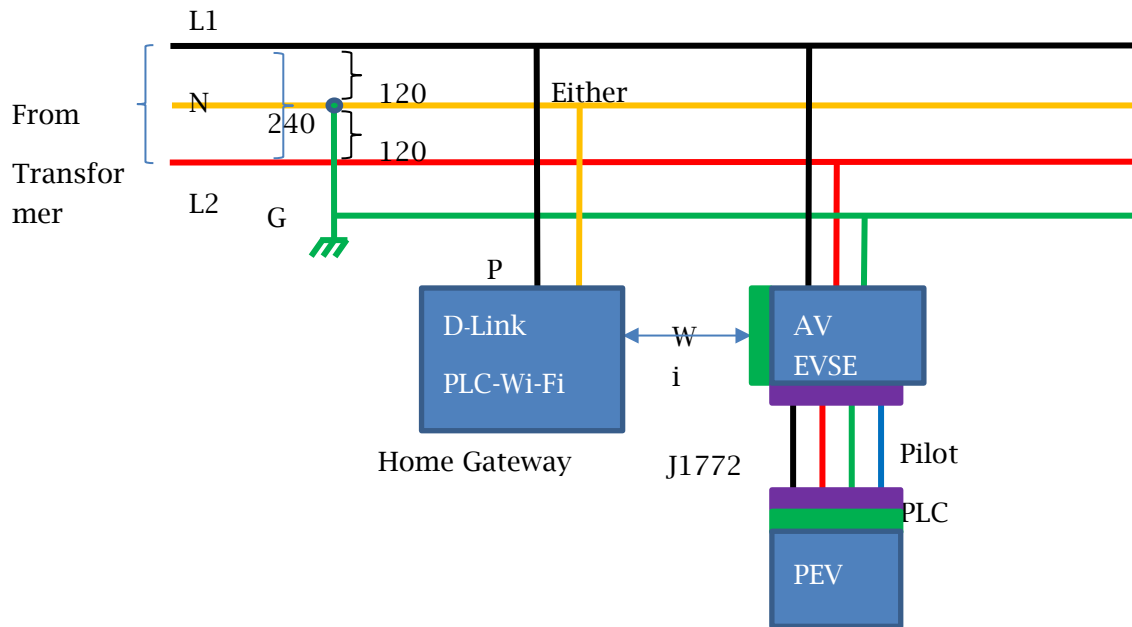 L1
From
Transfor
mer
N
240
120
120
Either
L2
G
P
D-Link
PLC-Wi-Fi
W
i
AV
EVSE
Home Gateway
J1772
Pilot
PLC
PEV